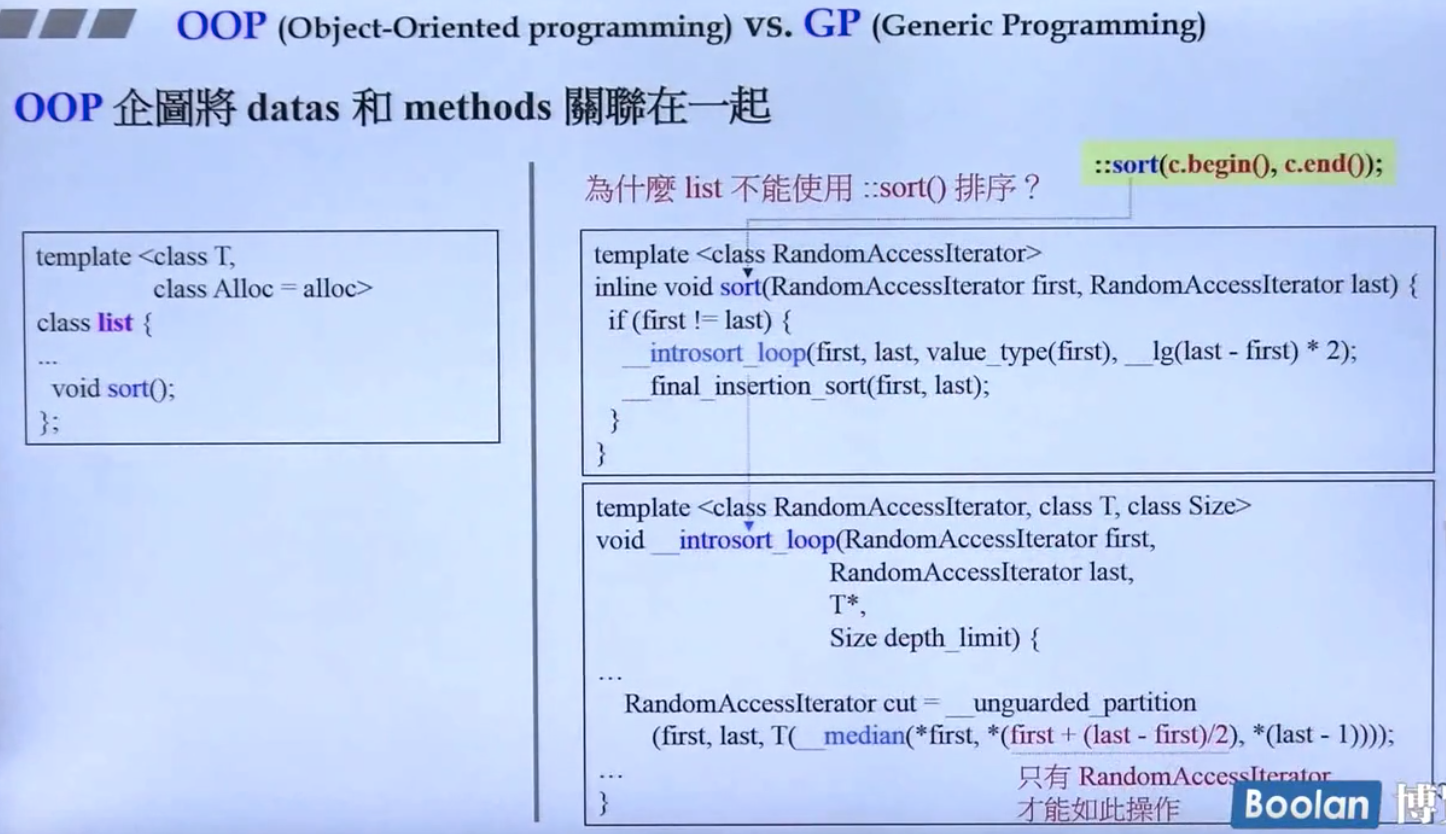 OOP (Object-Oriented programming) vs. GP (Generic Programming)
OOP 企圖將 datas 和 methods 關聯在一起
template <class T,
class Alloc = alloc>
class list {
...
void sort();
};
為什麼 list 不能使用 ::sort() 排序？
::sort(c.begin(), c.end());
template <class RandomAccessIterator>
inline void sort(RandomAccessIterator first, RandomAccessIterator last) {
if (first != last) {
__introsort_loop(first, last, value_type(first), __lg(last - first) * 2);
__final_insertion_sort(first, last);
}
}
template <class RandomAccessIterator, class T, class Size>
void __introsort_loop(RandomAccessIterator first,
RandomAccessIterator last,
T*,
Size depth_limit) {
...
RandomAccessIterator cut = __unguarded_partition
(first, last, T(__median(*first, *(first + (last - first)/2), *(last - 1))));
...
}
只有 RandomAccessIterator
才能如此操作
Boolan 博